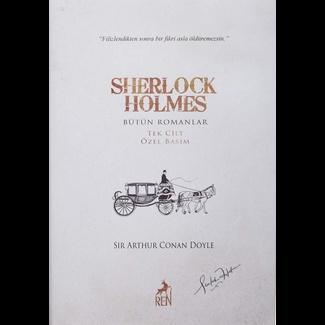 "Filizlendikten sonra bir fikri asla öldüremezsin."
SHERLOCK
HOLMES
BÜTÜN ROMANLAR
TEK CİLT
ÖZEL BASIM
SIR ARTHUR CONAN DOYLE
REN